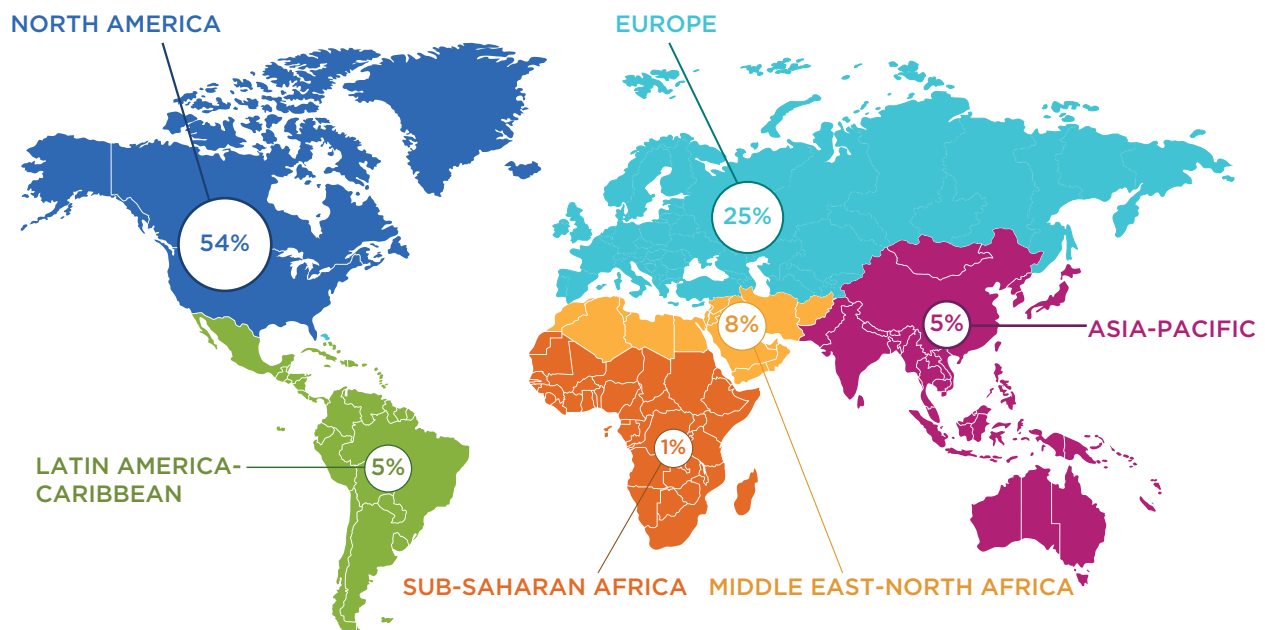 NORTH AMERICA
EUROPE
54%
25%
8%
5%
ASIA-PACIFIC
1%
LATIN AMERICA-
CARIBBEAN
5%
SUB-SAHARAN AFRICA
MIDDLE EAST-NORTH AFRICA